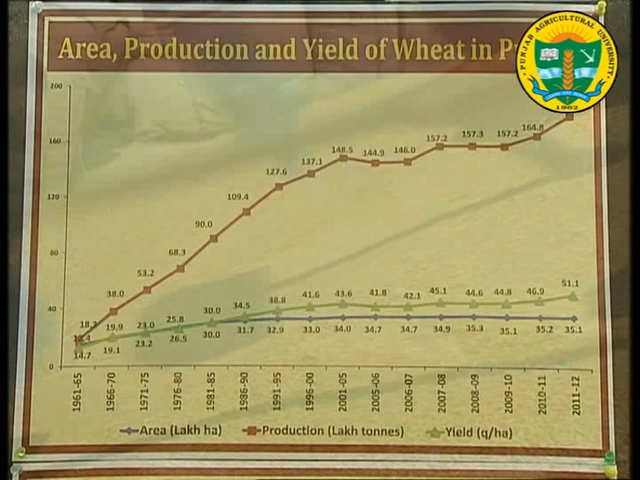 Area, Production and Yield of Wheat in
PUNJAB AGRICULTURAL UNIVERSITY
1962
200
160
120
80
40
0
18.2 38.0 53.2 68.3 90.0 109.4 127.6 137.1 148.5 144.9 146.0 157.2 157.3 157.2 164.8
12.4 19.9 23.0 25.8 30.0 34.5 38.8 41.6 43.6 41.8 42.1 45.1 44.6 44.8 46.9 51.1
14.7 19.1 23.2 26.5 30.0 31.7 32.9 33.0 34.0 34.7 34.7 34.9 35.3 35.1 35.2 35.1
1961-65 1966-70 1971-75 1976-80 1981-85 1986-90 1991-95 1996-00 2001-05 2005-06 2006-07 2007-08 2008-09 2009-10 2010-11 2011-12
Area (Lakh ha) Production (Lakh tonnes) Yield (q/ha)